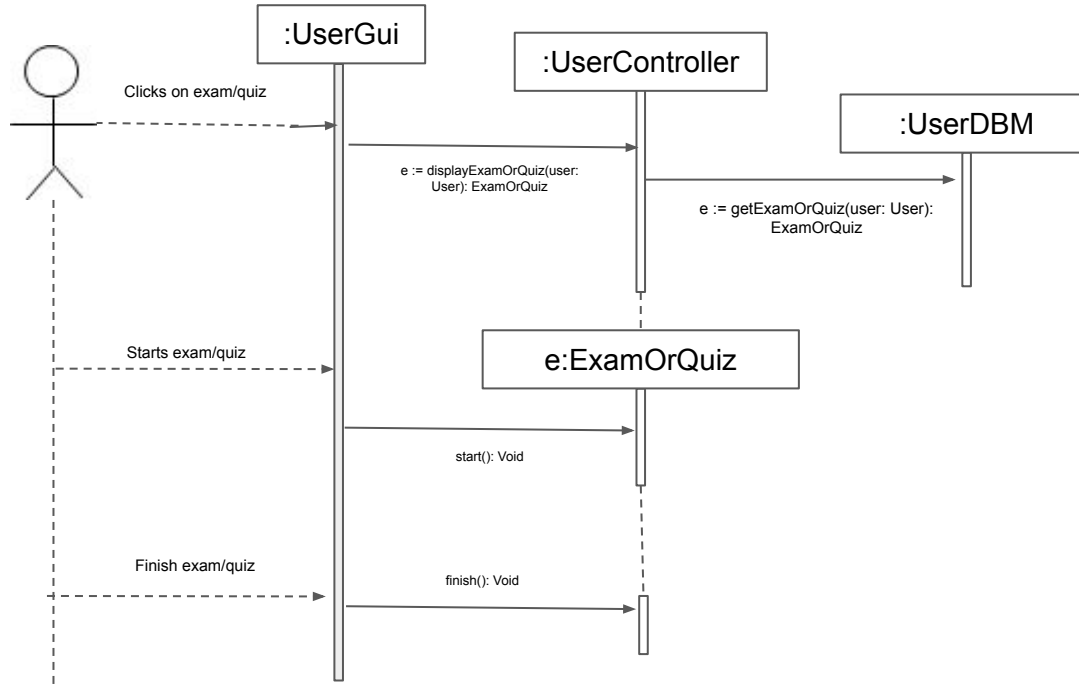 :UserGui
:UserController
:UserDBM
Clicks on exam/quiz
e := displayExamOrQuiz(user:
User): ExamOrQuiz
e := getExamOrQuiz(user: User):
ExamOrQuiz
Starts exam/quiz
e:ExamOrQuiz
start(): Void
Finish exam/quiz
finish(): Void